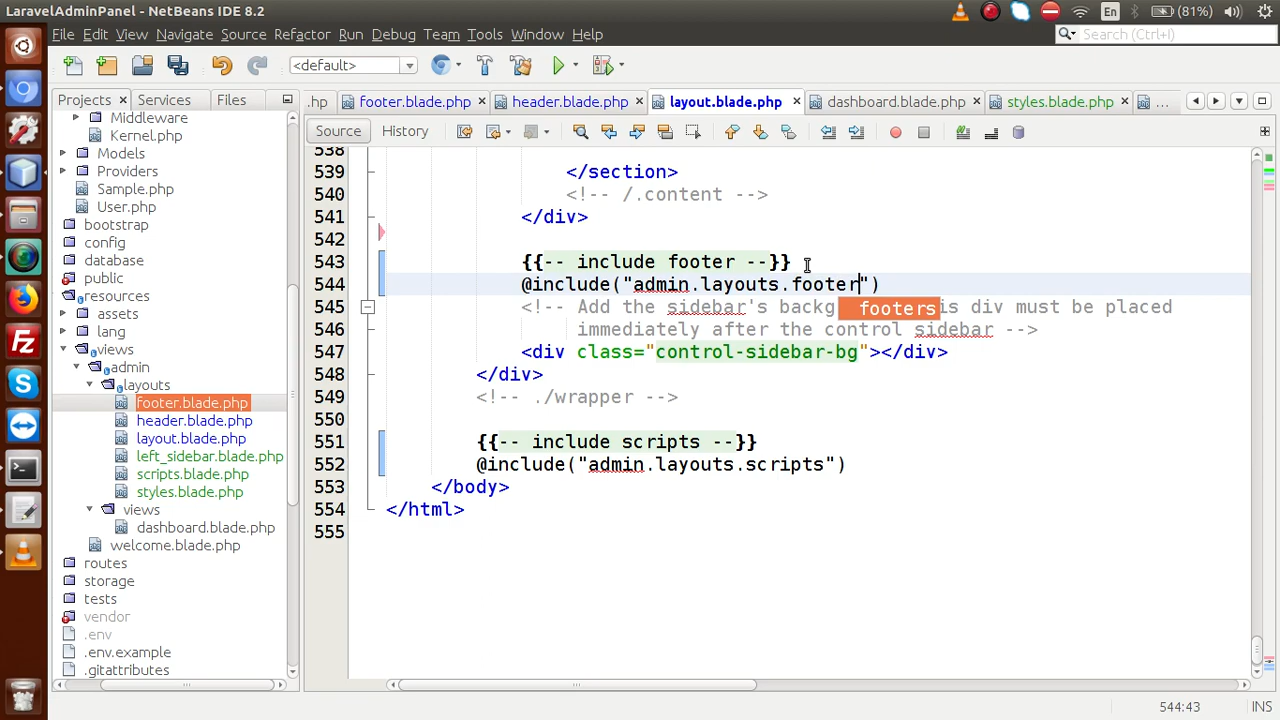 LaravelAdminPanel - NetBeans IDE 8.2
En
(81%)
File Edit View Navigate Source Refactor Run Debug Team Tools Window Help
Search (Ctrl+I)
<default>
Projects Services Files
.hp footer.blade.php header.blade.php layout.blade.php dashboard.blade.php styles.blade.php ...
Source History
Middleware
Kernel.php
Models
Providers
Sample.php
User.php
bootstrap
config
database
public
resources
assets
lang
views
admin
layouts
footer.blade.php
header.blade.php
layout.blade.php
left_sidebar.blade.php
scripts.blade.php
styles.blade.php
views
dashboard.blade.php
welcome.blade.php
routes
storage
tests
vendor
.env
.env.example
.gitattributes
538
539 </section>
540 <!-- /.content -->
541 </div>
542
543 {{-- include footer --}}
544 @include("admin.layouts.footer")
545 <!-- Add the sidebar's backg footers is div must be placed
546 immediately after the control sidebar -->
547 <div class="control-sidebar-bg"></div>
548 </div>
549 <!-- ./wrapper -->
550
551 {{-- include scripts --}}
552 @include("admin.layouts.scripts")
553 </body>
554 </html>
555
544:43 INS